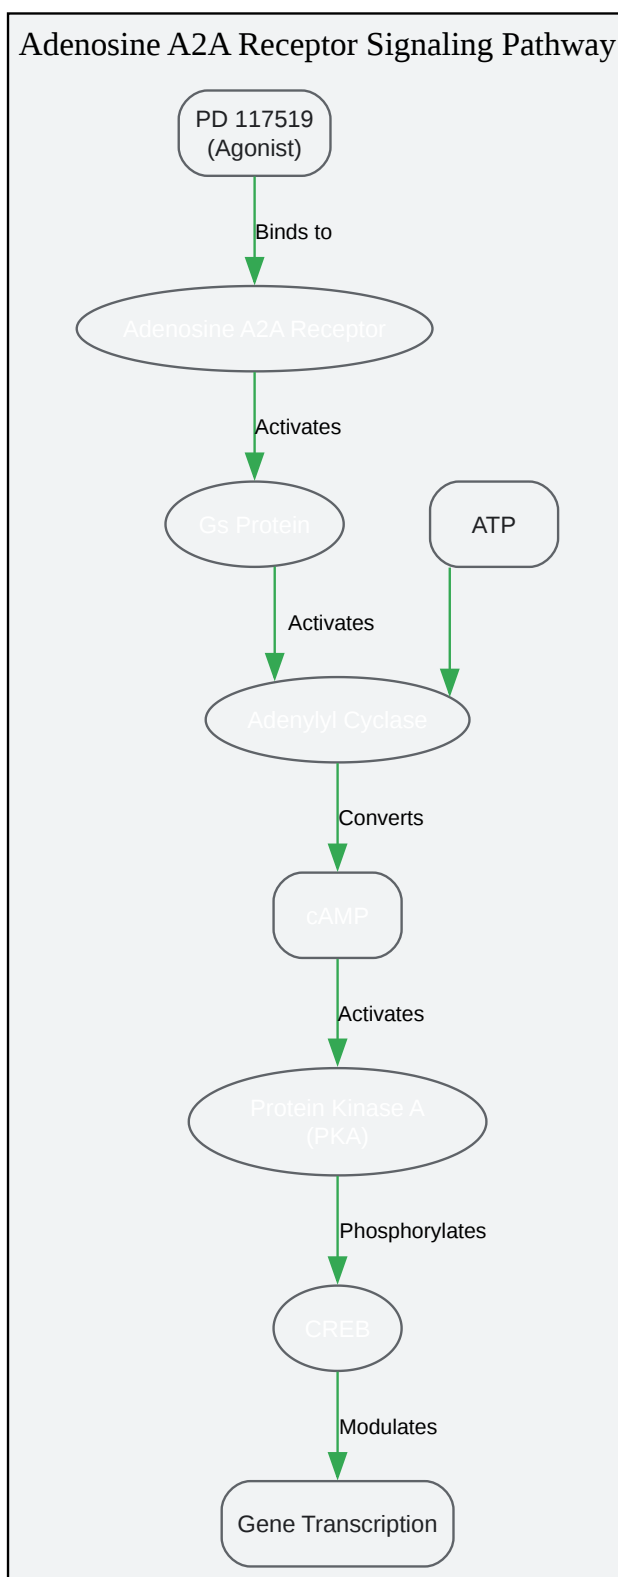 Adenosine A2A Receptor Signaling Pathway
PD 117519
(Agonist)
Binds to
Adenosine A2A Receptor
Activates
Gs Protein
ATP
Activates
Adenylyl Cyclase
Converts
cAMP
Activates
Protein Kinase A
(PKA)
Phosphorylates
CREB
Modulates
Gene Transcription